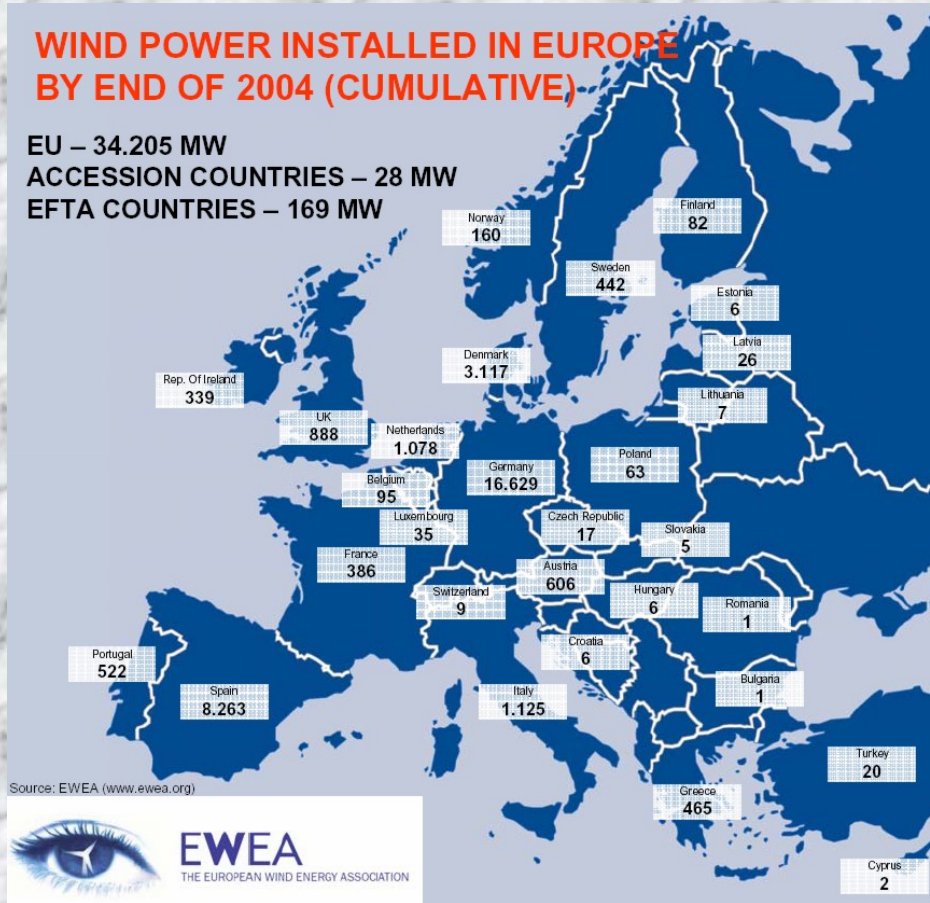 WIND POWER INSTALLED IN EUROPE
BY END OF 2004 (CUMULATIVE)
EU – 34.205 MW
ACCESSION COUNTRIES – 28 MW
EFTA COUNTRIES – 169 MW
Norway
160
Finland
82
Sweden
442
Estonia
6
Latvia
26
Denmark
3.117
Rep. Of Ireland
339
Lithuania
7
UK
888
Netherlands
1.078
Germany
16.629
Poland
63
Belgium
95
Luxembourg
35
Czech Republic
17
Slovakia
5
France
386
Austria
606
Switzerland
9
Hungary
6
Romania
1
Croatia
6
Portugal
522
Spain
8.263
Italy
1.125
Bulgaria
1
Turkey
20
Greece
465
Cyprus
2
Source: EWEA (www.ewea.org)
EWEA
THE EUROPEAN WIND ENERGY ASSOCIATION